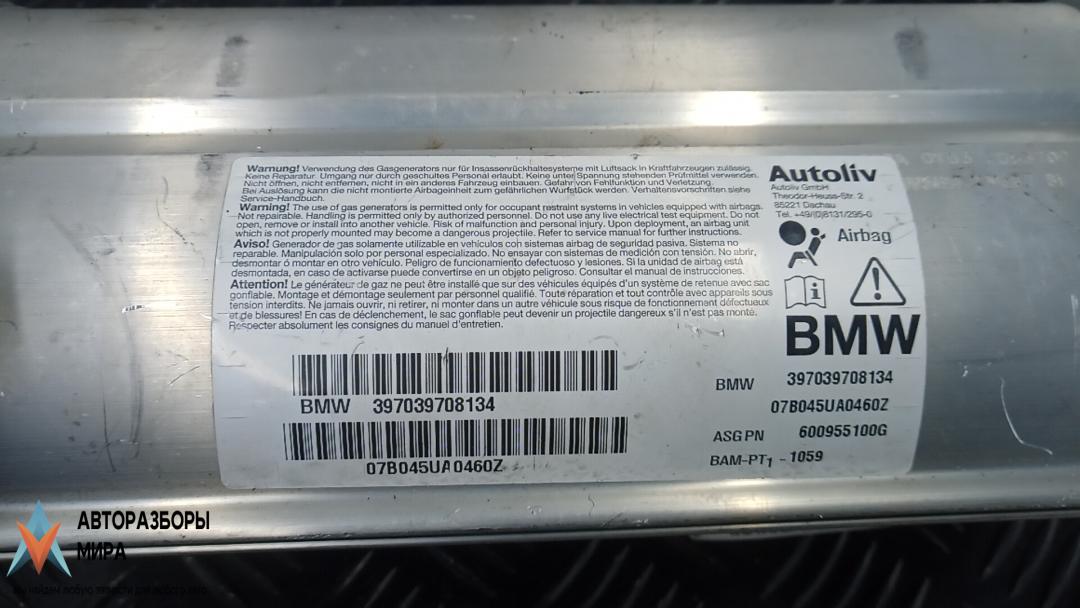 Warnung! Verwendung des Gasgenerators nur für Insassenrückhaltesysteme mit Luftsack in Kraftfahrzeugen zulässig.
Keine Reparatur. Umgang nur durch geschultes Personal erlaubt. Keine unter Spannung stehenden Prüfmittel verwenden.
Nicht öffnen, nicht entfernen, nicht in ein anderes Fahrzeug einbauen. Gefahr von Fehlfunktion und Verletzung.
Bei Auslösung kann die nicht montierte Airbageinheit zum gefährlichen Wurfstück werden. Verhaltensvorschriften siehe
Service-Handbuch.
Warning! The use of gas generators is permitted only for occupant restraint systems in vehicles equipped with airbags.
Not repairable. Handling is permitted only by authorized personnel. Do not use any live electrical test equipment. Do not
open, remove or install into another vehicle. Risk of malfunction and personal injury. Upon deployment, an airbag unit
which is not properly mounted may become a dangerous projectile. Refer to service manual for further instructions.
Aviso! Generador de gas solamente utilizable en vehículos con sistemas airbag de seguridad pasiva. Sistema no
reparable. Manipulación solo por personal especializado. No ensayar con sistemas de medición con tensión. No abrir,
desmontar ó montar en otro vehículo. Peligro de funcionamiento defectuoso y lesiones. Si la unidad de airbag está
desmontada, en caso de activarse puede convertirse en un objeto peligroso. Consultar el manual de instrucciones.
Attention! Le générateur de gaz ne peut être installé que sur des véhicules équipés d'un système de retenue avec sac
gonflable. Montage et démontage seulement par personnel qualifié. Toute réparation et tout contrôle avec appareils sous
tension interdits. Ne jamais ouvrir, ni retirer, ni monter dans un autre véhicule sous risque de fonctionnement défectueux
et de blessures! En cas de déclenchement, le sac gonflable peut devenir un projectile dangereux s'il n'est pas monté.
Respecter absolument les consignes du manuel d'entretien.
Autoliv
Autoliv GmbH
Theodor-Heuss-Str. 2
85221 Dachau
Tel. +49/(0)8131/295-0
Airbag
BMW
BMW 397039708134
07B045UA0460Z
BMW 397039708134
07B045UA0460Z
ASG PN 600955100G
BAM-PT1 - 1059
АВТОРАЗБОРЫ
МИРА